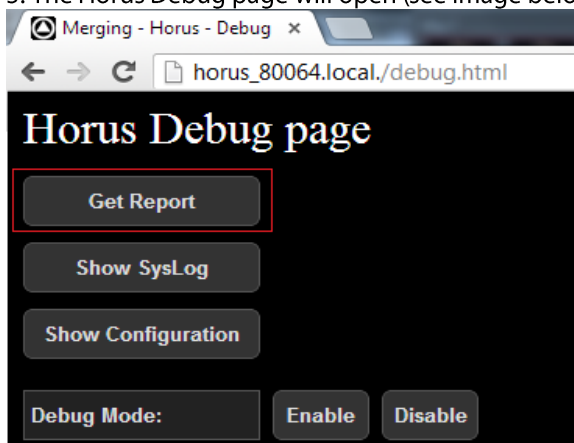 5. The Horus Debug page will open (see image belo
Merging - Horus - Debug ×
horus_80064.local./debug.html
Horus Debug page
Get Report
Show SysLog
Show Configuration
Debug Mode: Enable Disable